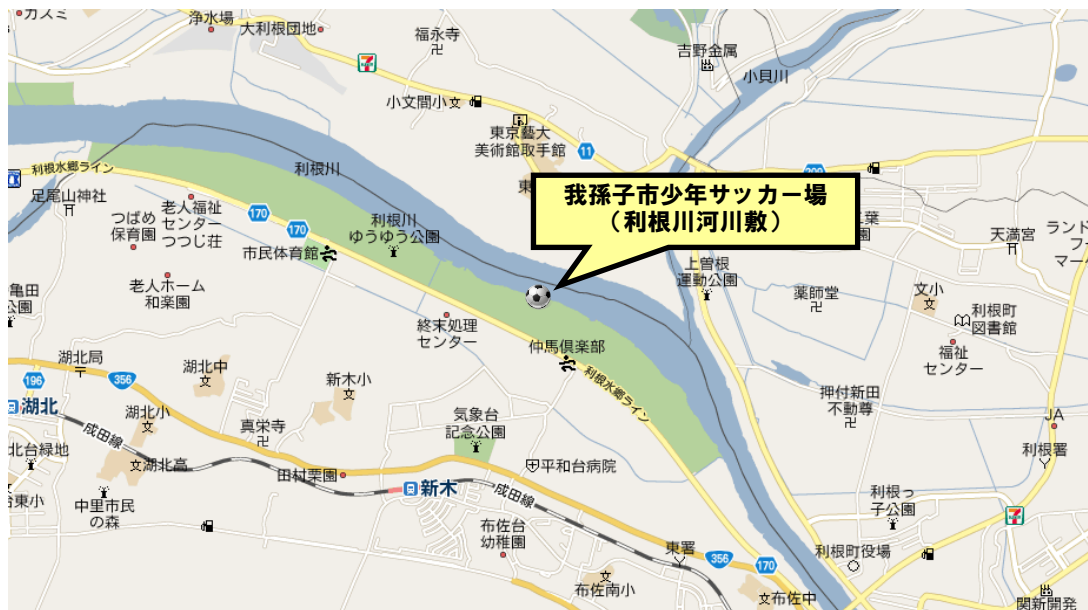 カスミ
浄水場
大利根団地
福永寺
吉野金属
小貝川
小文間小
東京藝大
美術館取手館
11
利根水郷ライン
利根川
足尾山神社
老人福祉
センター
つつじ荘
170
170
利根川
ゆうゆう公園
我孫子市少年サッカー場
(利根川河川敷)
つばめ
保育園
市民体育館
上曽根
運動公園
天満宮
老人ホーム
和楽園
薬師堂
文小
利根町
図書館
終末処理
センター
仲馬倶楽部
福祉
センター
湖北局
356
湖北中
新木小
利根水郷ライン
押付新田
不動尊
196
湖北
湖北小
真栄寺
気象台
記念公園
JA
成田線
北台緑地
湖北高
田村栗園
平和台病院
利根署
新木
成田線
中里市民
の森
利根っ
子公園
布佐台
幼稚園
東署
356
170
利根町役場
布佐南小
布佐中
関新開発